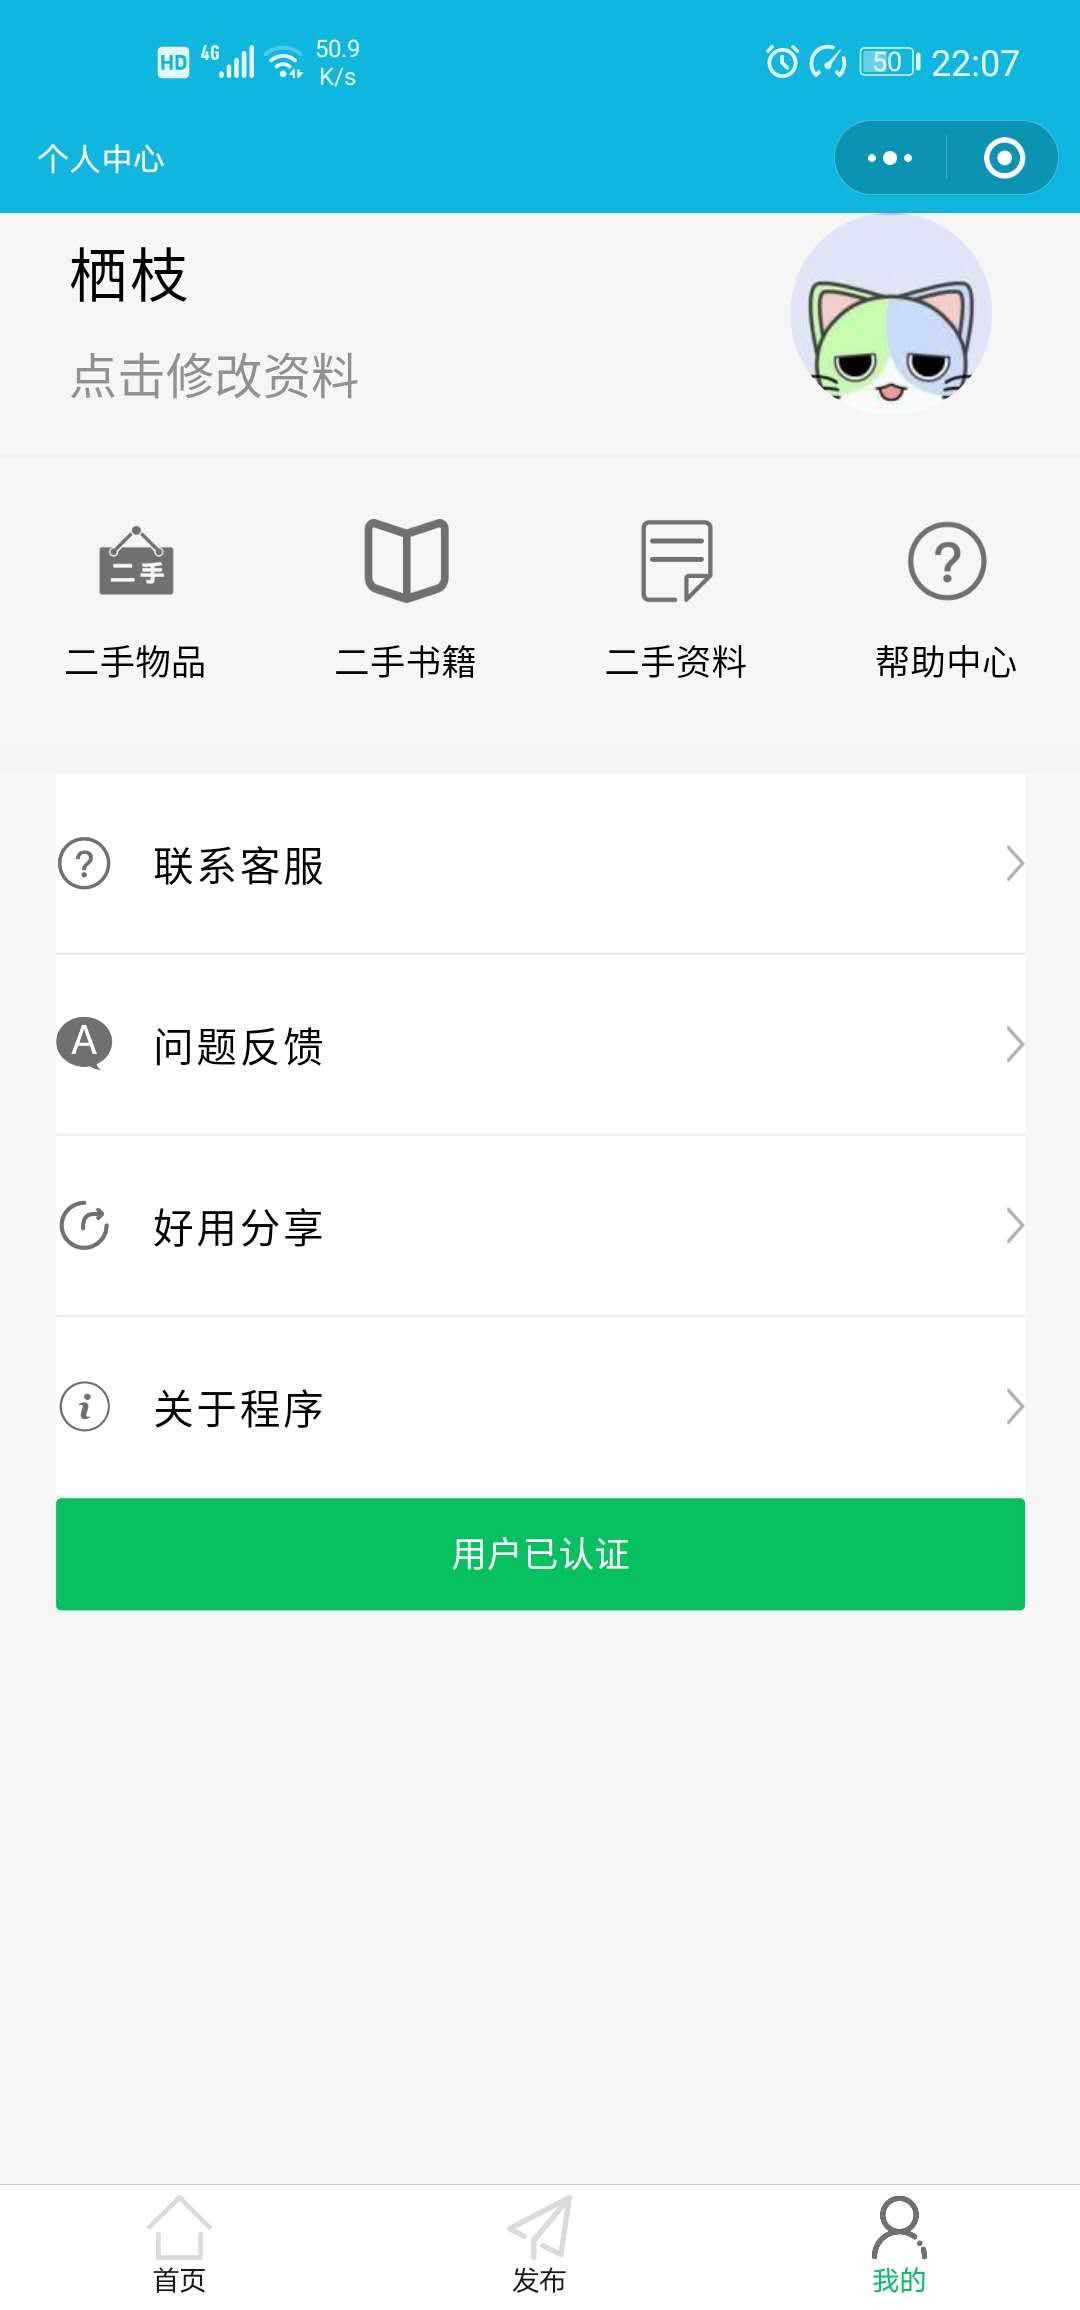 HD 4G 50.9 K/s 50 22:07
个人中心
栖枝
点击修改资料
二手
二手物品 二手书籍 二手资料 帮助中心
联系客服
A 问题反馈
好用分享
关于程序
用户已认证
首页 发布 我的